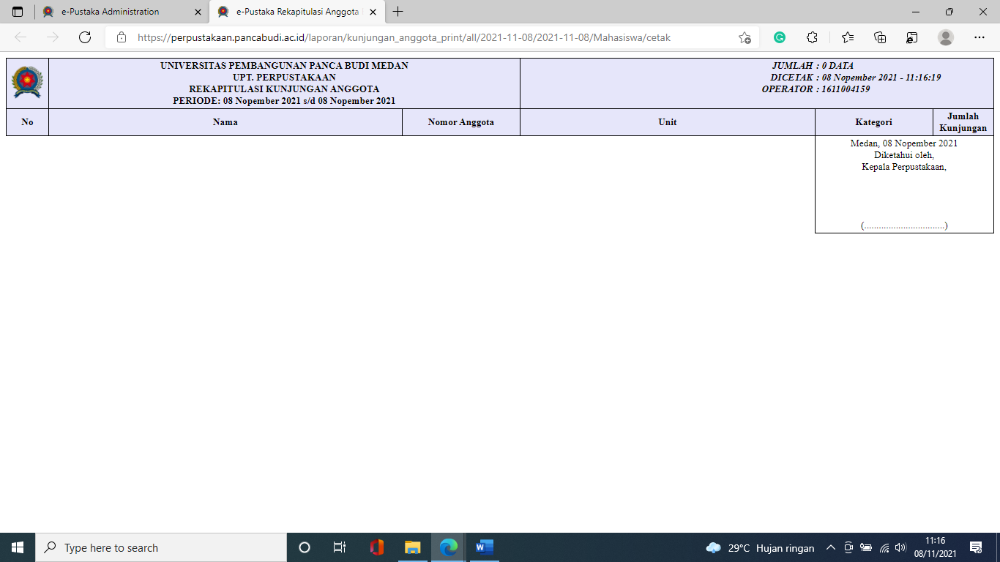 e-Pustaka Administration
e-Pustaka Rekapitulasi Anggota
https://perpustakaan.pancabudi.ac.id/laporan/kunjungan_anggota_print/all/2021-11-08/2021-11-08/Mahasiswa/cetak
UNIVERSITAS PEMBANGUNAN PANCA BUDI MEDAN
UPT. PERPUSTAKAAN
REKAPITULASI KUNJUNGAN ANGGOTA
PERIODE: 08 Nopember 2021 s/d 08 Nopember 2021
JUMLAH : 0 DATA
DICETAK : 08 Nopember 2021 - 11:16:19
OPERATOR : 1611004159
No
Nama
Nomor Anggota
Unit
Kategori
Jumlah
Kunjungan
Medan, 08 Nopember 2021
Diketahui oleh,
Kepala Perpustakaan,
(.................................)
Type here to search
29°C Hujan ringan
11:16
08/11/2021